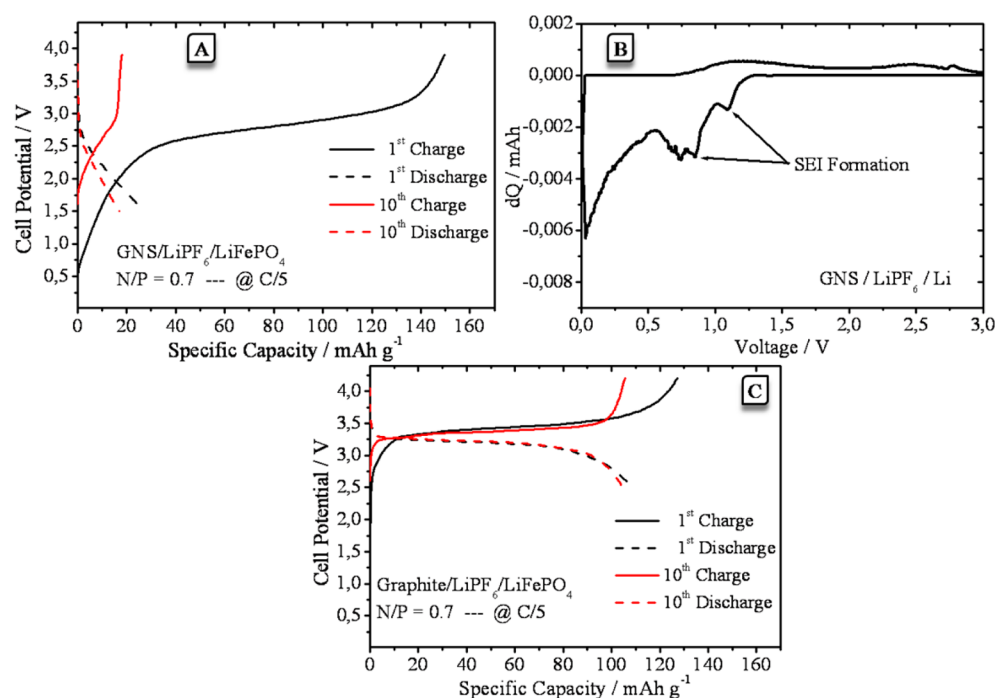 A
4,0
3,5
3,0
2,5
2,0
1,5
1,0
0,5
Cell Potential / V
1st Charge
1st Discharge
10th Charge
10th Discharge
GNS/LiPF6/LiFePO4
N/P = 0.7 --- @ C/5
0 20 40 60 80 100 120 140 160
Specific Capacity / mAh g-1
B
0,002
0,000
-0,002
-0,004
-0,006
-0,008
dQ / mAh
SEI Formation
GNS / LiPF6 / Li
0,0 0,5 1,0 1,5 2,0 2,5 3,0
Voltage / V
C
4,0
3,5
3,0
2,5
2,0
1,5
1,0
0,5
Cell Potential / V
1st Charge
1st Discharge
10th Charge
10th Discharge
Graphite/LiPF6/LiFePO4
N/P = 0.7 --- @ C/5
0 20 40 60 80 100 120 140 160
Specific Capacity / mAh g-1